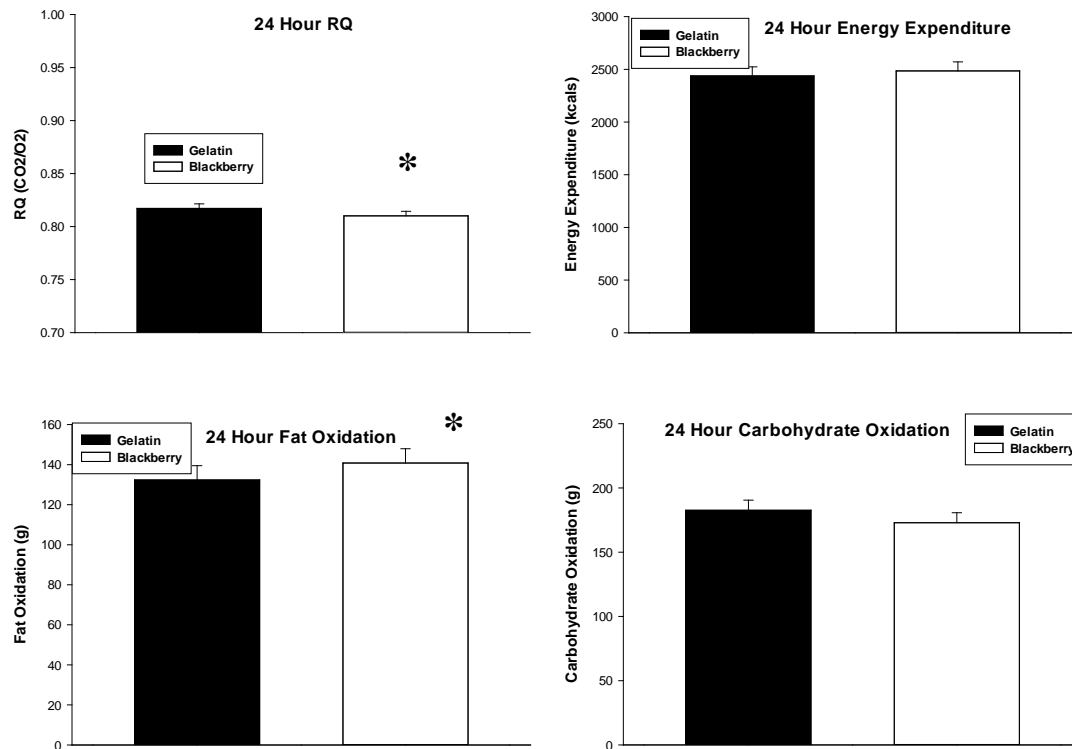 24 Hour RQ
RQ (CO2/O2)
1.00
0.95
0.90
0.85
0.80
0.75
0.70
Gelatin
Blackberry
*
24 Hour Energy Expenditure
Energy Expenditure (kcals)
3000
2500
2000
1500
1000
500
0
Gelatin
Blackberry
24 Hour Fat Oxidation
Fat Oxidation (g)
160
140
120
100
80
60
40
20
0
Gelatin
Blackberry
*
24 Hour Carbohydrate Oxidation
Carbohydrate Oxidation (g)
250
200
150
100
50
0
Gelatin
Blackberry